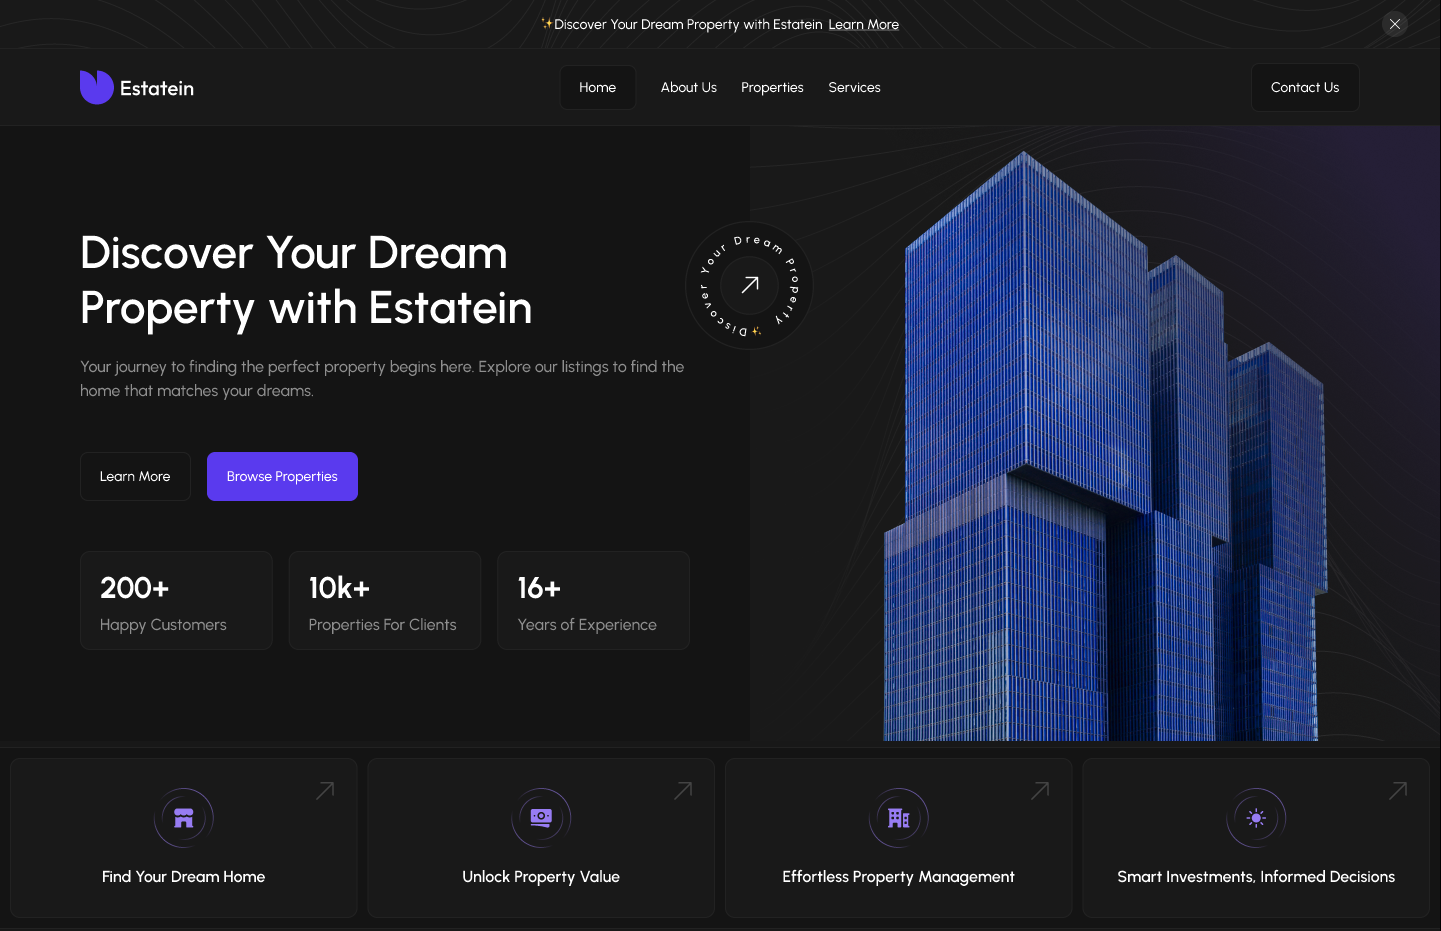 ✨Discover Your Dream Property with Estatein Learn More
Estatein
Home
About Us
Properties
Services
Contact Us
Discover Your Dream
Property with Estatein
✨Discover Your Dream Property
Your journey to finding the perfect property begins here. Explore our listings to find the
home that matches your dreams.
Learn More
Browse Properties
200+
Happy Customers
10k+
Properties For Clients
16+
Years of Experience
Find Your Dream Home
Unlock Property Value
Effortless Property Management
Smart Investments, Informed Decisions